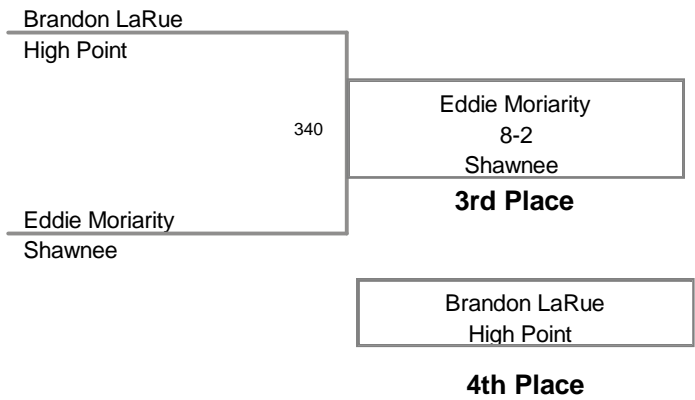 Brandon LaRue
High Point
340
Eddie Moriarity
8-2
Shawnee
3rd Place
Eddie Moriarity
Shawnee
Brandon LaRue
High Point
4th Place